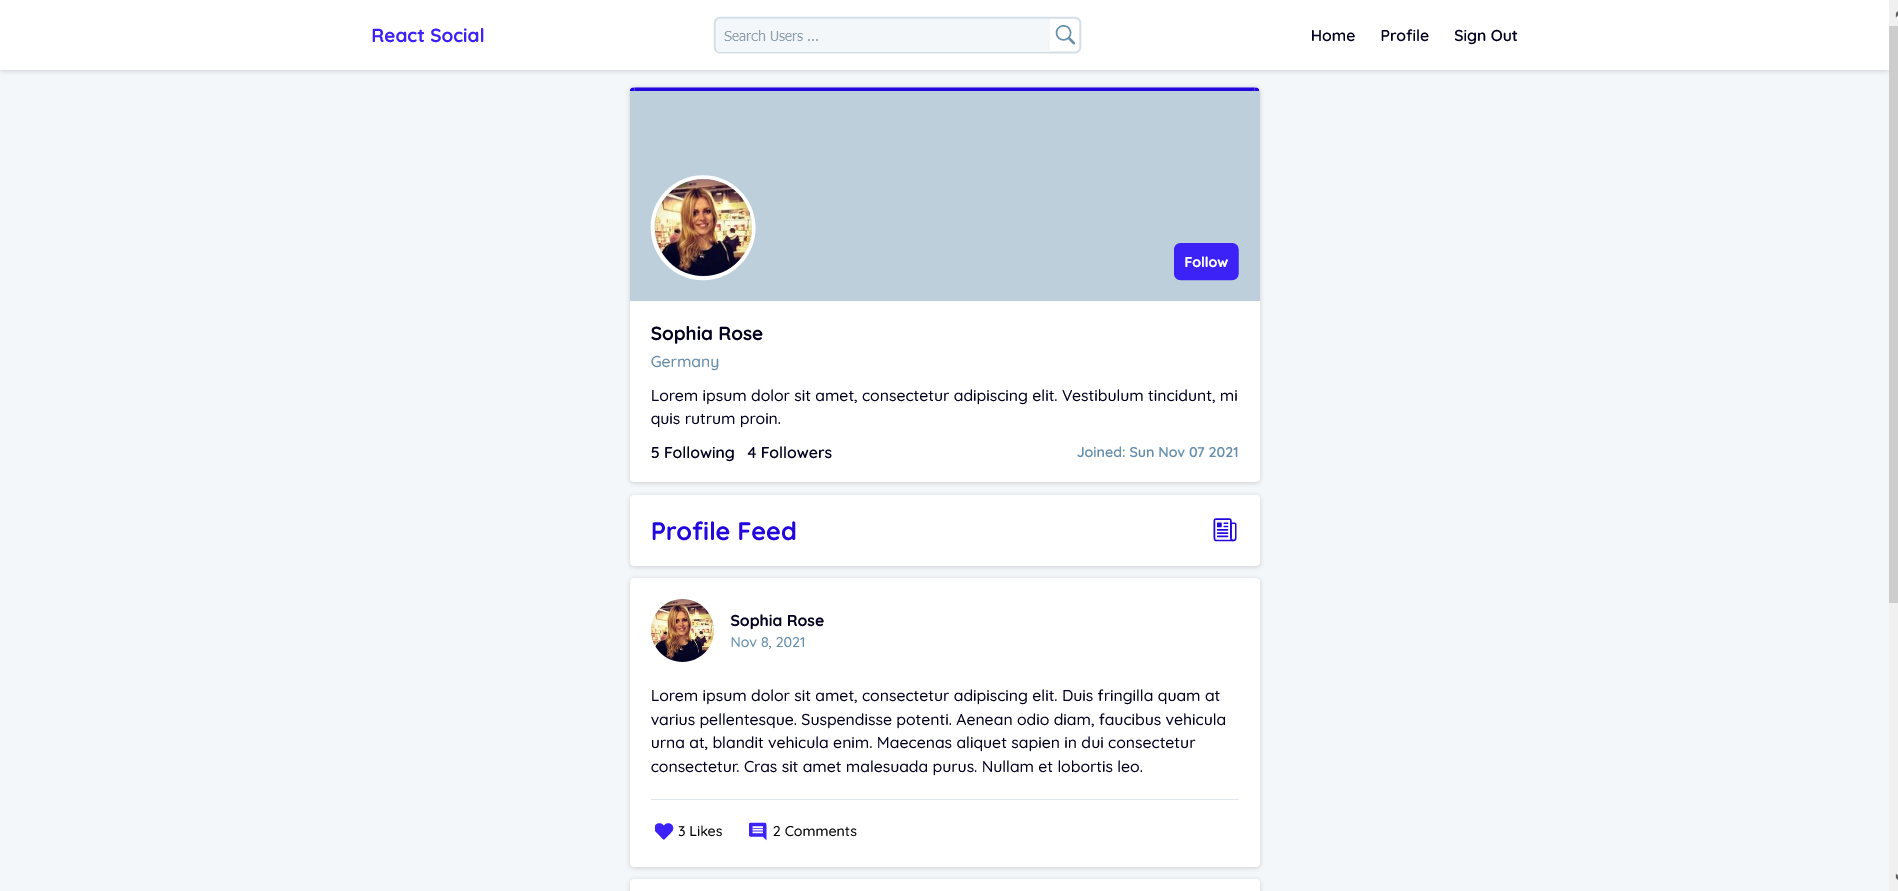 React Social
Search Users ...
Home Profile Sign Out
Follow
Sophia Rose
Germany
Lorem ipsum dolor sit amet, consectetur adipiscing elit. Vestibulum tincidunt, mi
quis rutrum proin.
5 Following 4 Followers
Joined: Sun Nov 07 2021
Profile Feed
Sophia Rose
Nov 8, 2021
Lorem ipsum dolor sit amet, consectetur adipiscing elit. Duis fringilla quam at
varius pellentesque. Suspendisse potenti. Aenean odio diam, faucibus vehicula
urna at, blandit vehicula enim. Maecenas aliquet sapien in dui consectetur
consectetur. Cras sit amet malesuada purus. Nullam et lobortis leo.
3 Likes 2 Comments